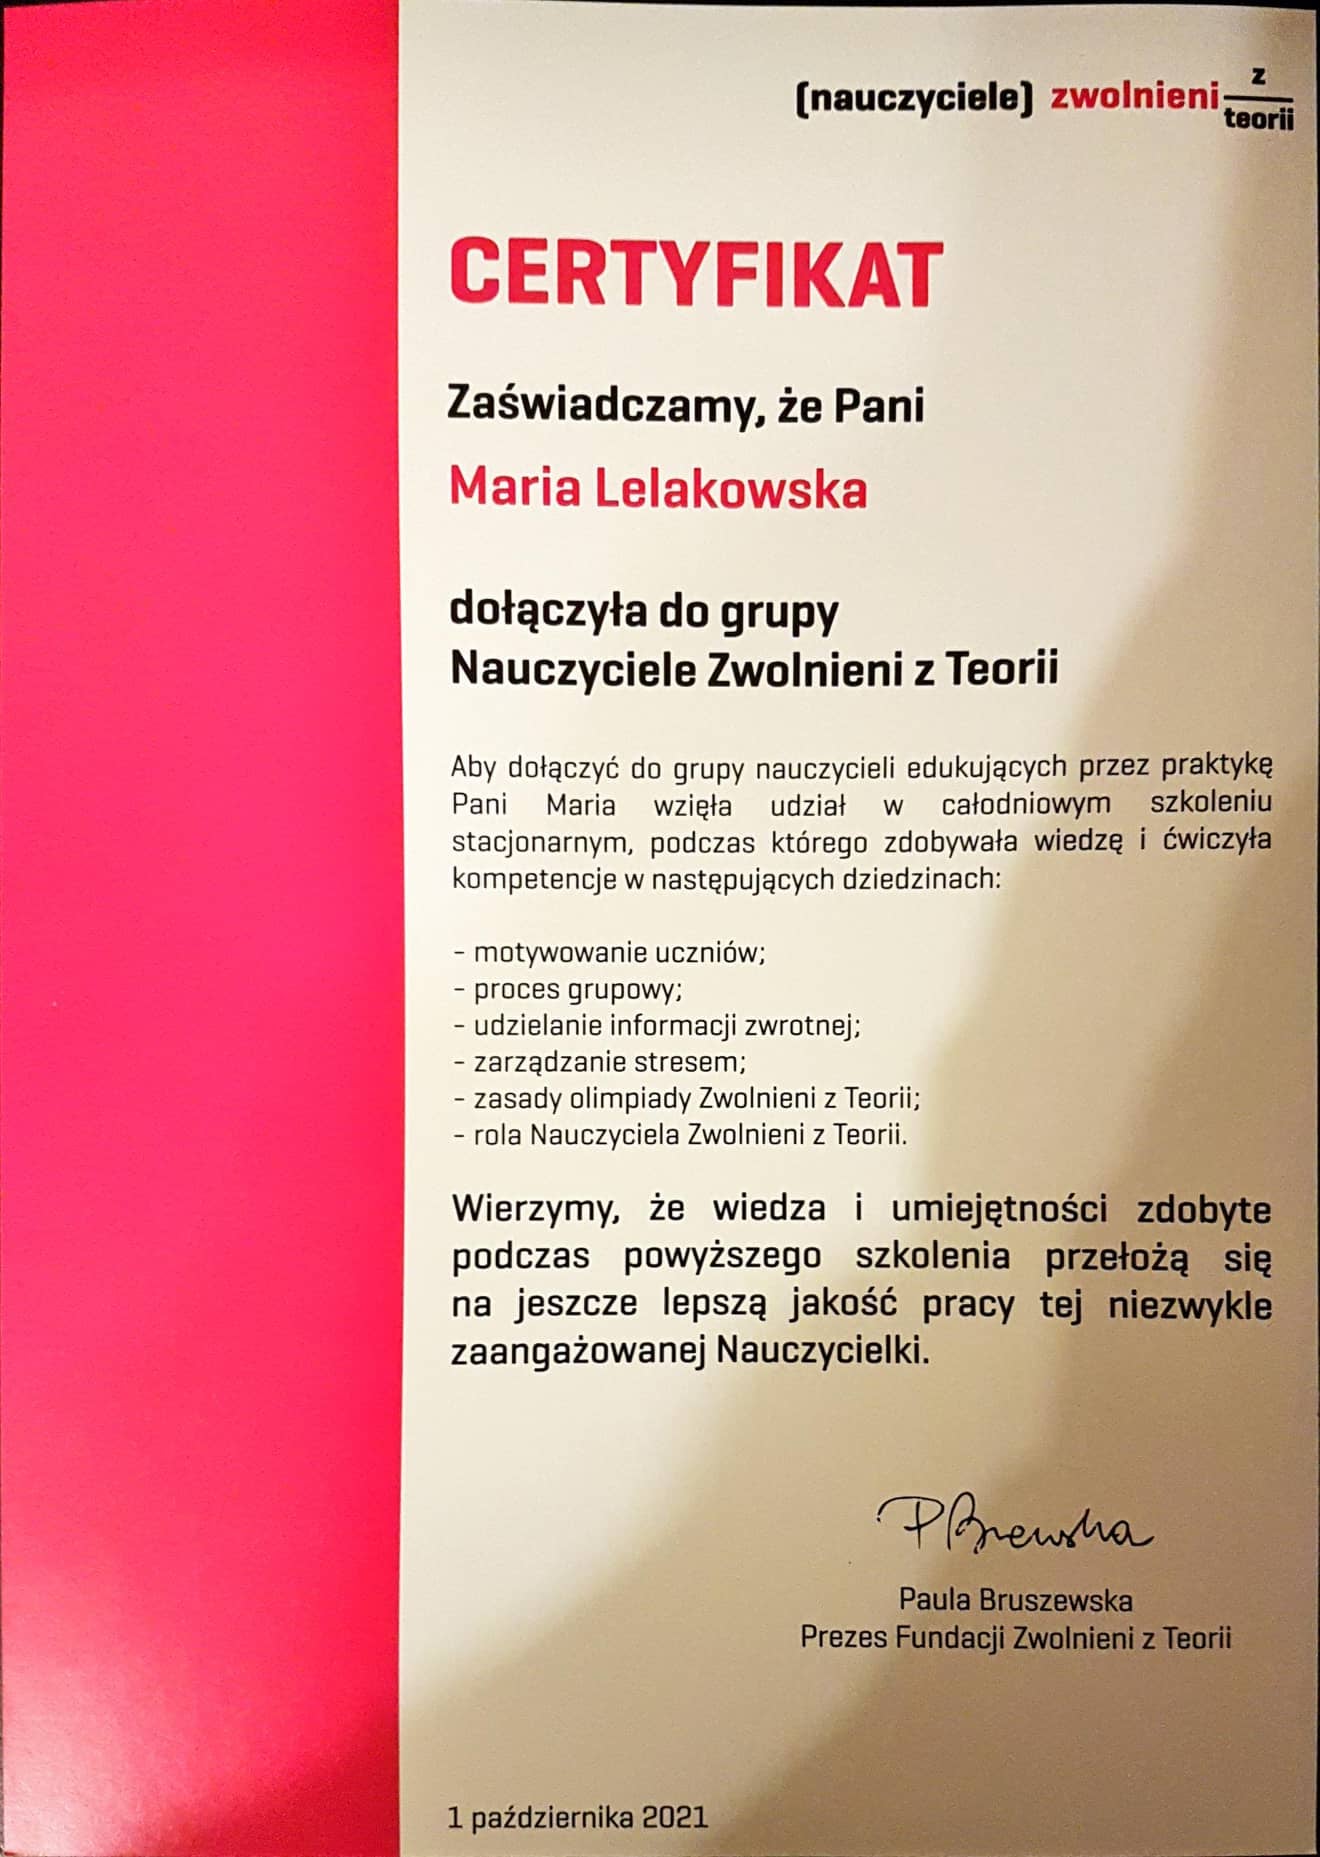 (nauczyciele) zwolnieni z teorii
CERTYFIKAT
Zaświadczamy, że Pani
Maria Lelakowska
dołączyła do grupy
Nauczyciele Zwolnieni z Teorii
Aby dołączyć do grupy nauczycieli edukujących przez praktykę
Pani Maria wzięła udział w całodniowym szkoleniu
stacjonarnym, podczas którego zdobywała wiedzę i ćwiczyła
kompetencje w następujących dziedzinach:
- motywowanie uczniów;
- proces grupowy;
- udzielanie informacji zwrotnej;
- zarządzanie stresem;
- zasady olimpiady Zwolnieni z Teorii;
- rola Nauczyciela Zwolnieni z Teorii.
Wierzymy, że wiedza i umiejętności zdobyte
podczas powyższego szkolenia przełożą się
na jeszcze lepszą jakość pracy tej niezwykle
zaangażowanej Nauczycielki.
Paula Bruszewska
Prezes Fundacji Zwolnieni z Teorii
1 października 2021